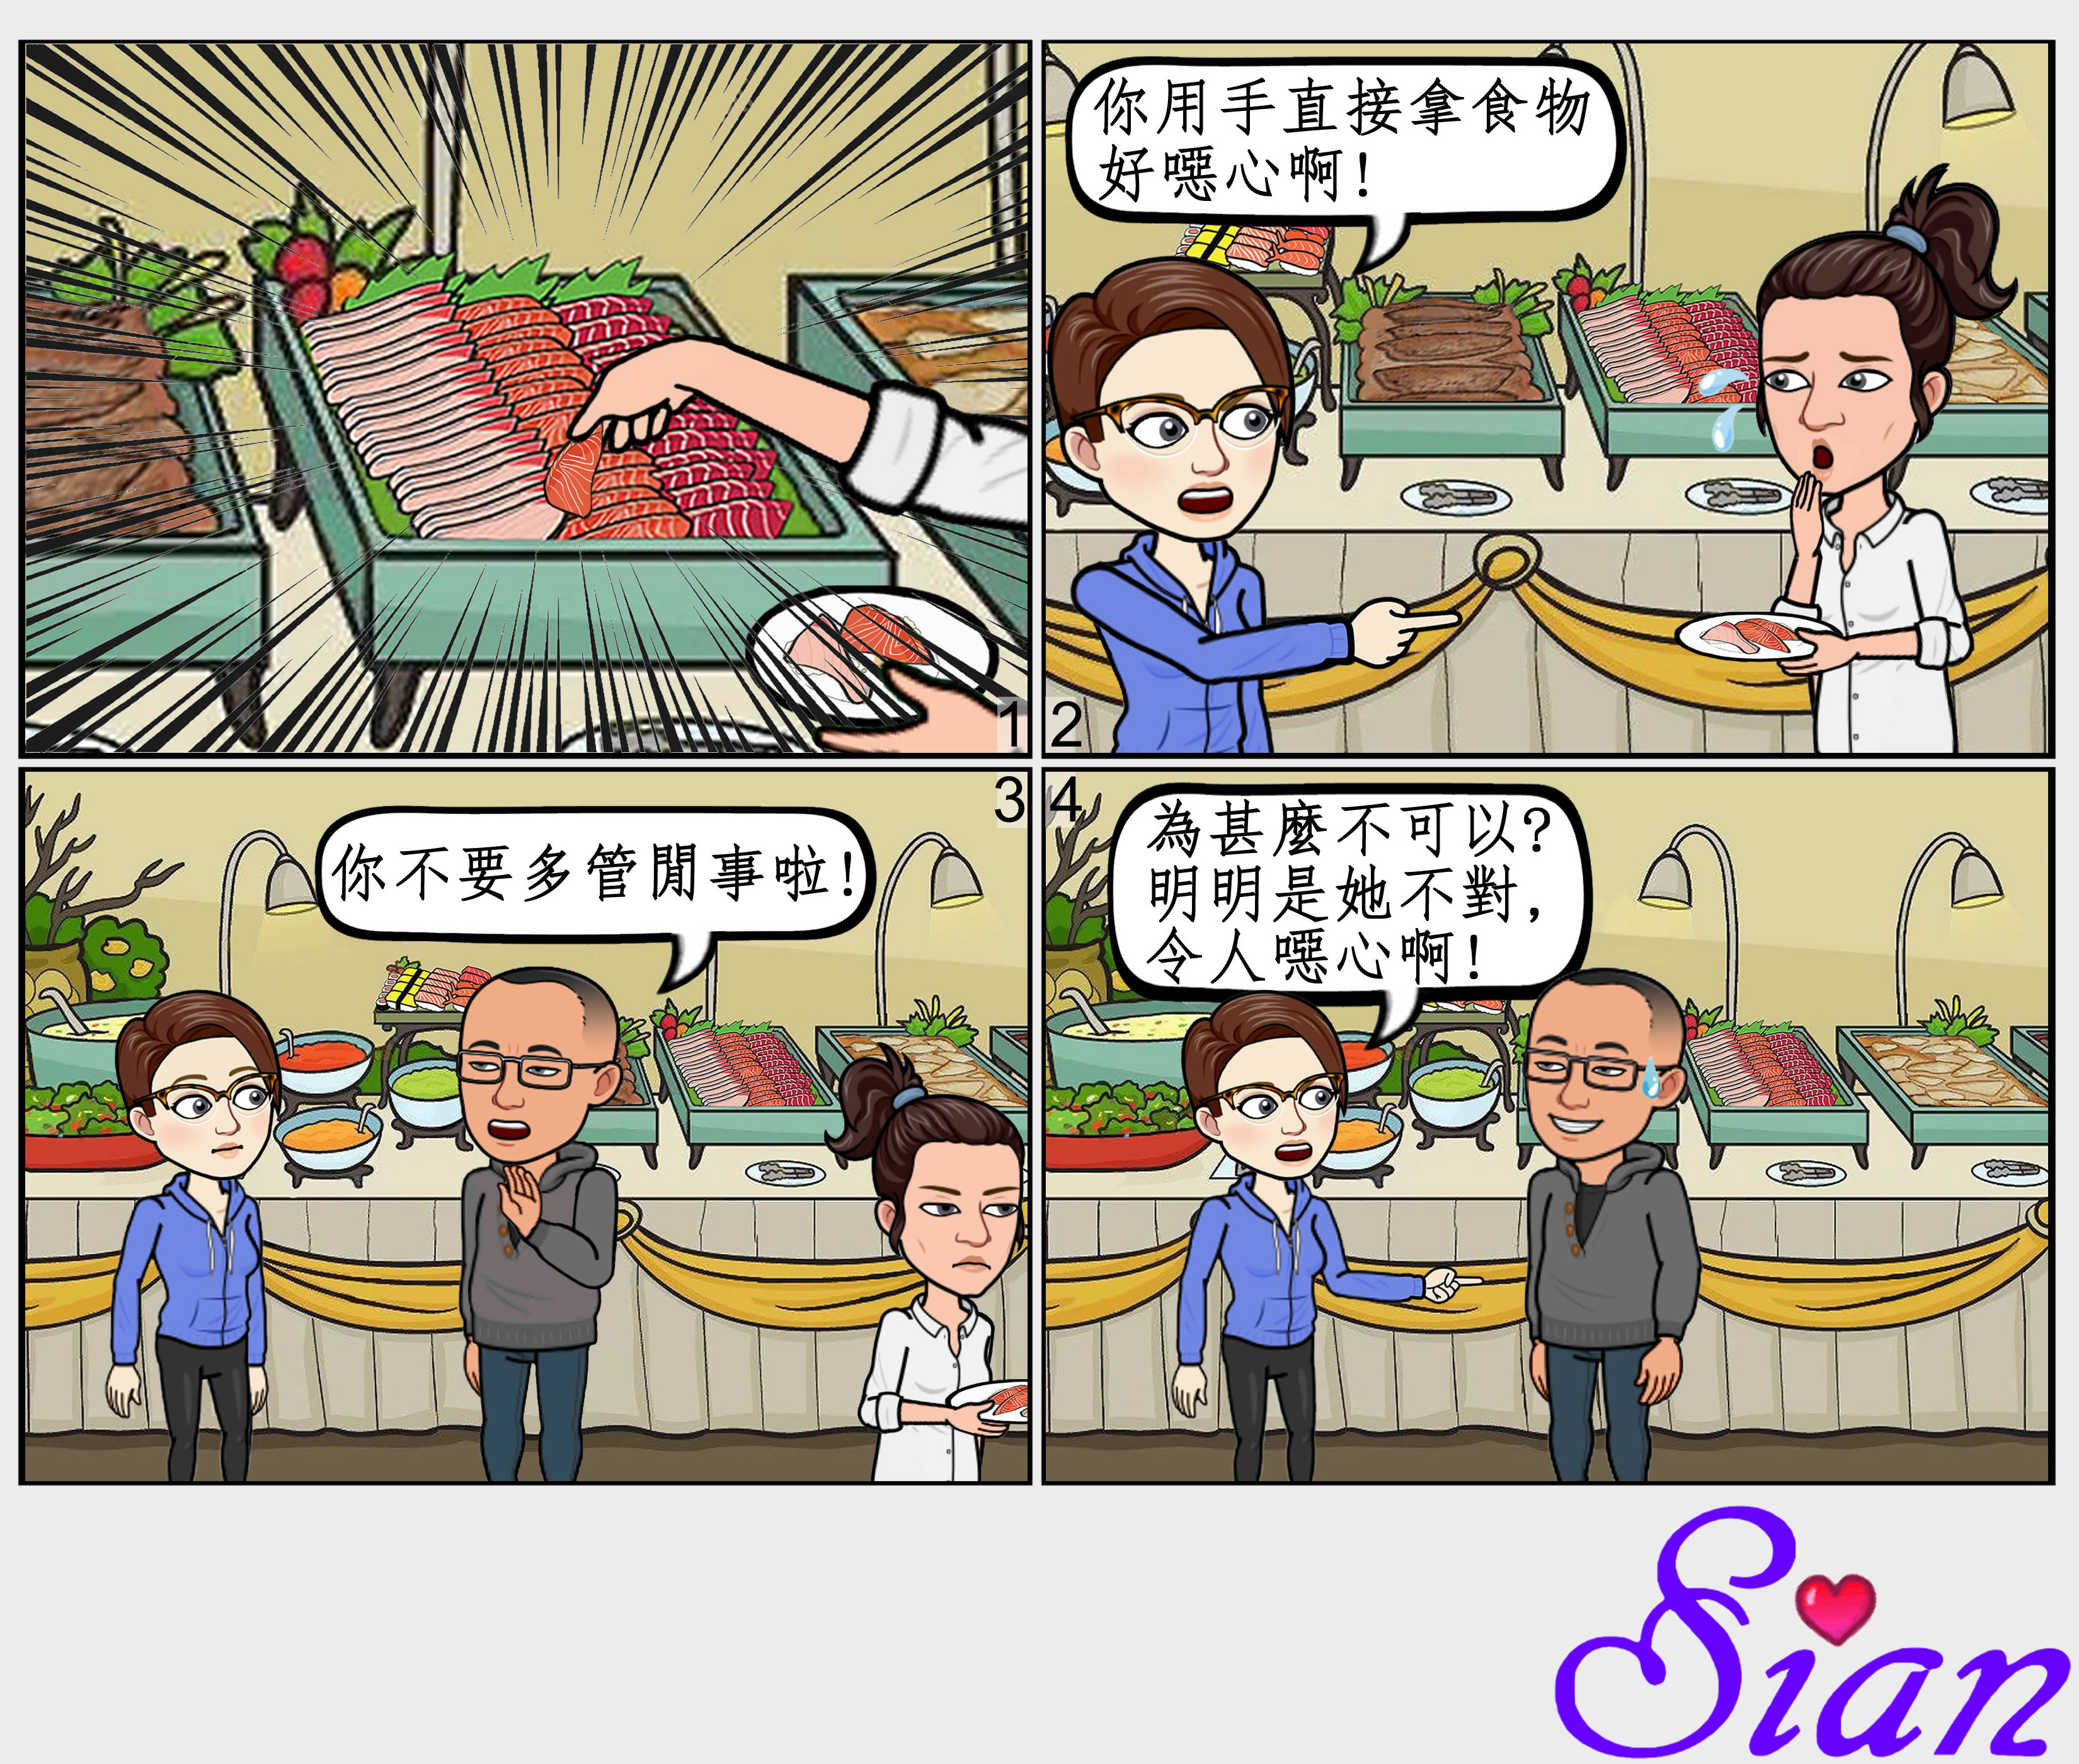 1
2
你用手直接拿食物
好噁心啊!
3
你不要多管閒事啦!
4
為甚麼不可以?
明明是她不對,
令人噁心啊!
Sian